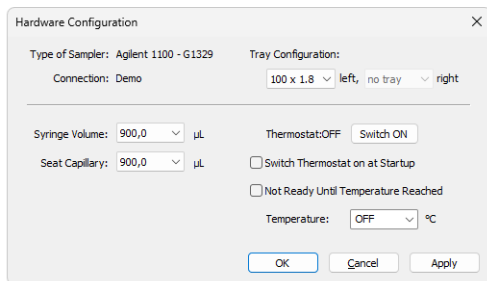 Hardware Configuration
Type of Sampler: Agilent 1100 - G1329
Tray Configuration:
Connection: Demo
100 x 1.8 left, no tray right
Syringe Volume: 900,0 µL
Thermostat:OFF Switch ON
Seat Capillary: 900,0 µL
Switch Thermostat on at Startup
Not Ready Until Temperature Reached
Temperature: OFF °C
OK Cancel Apply